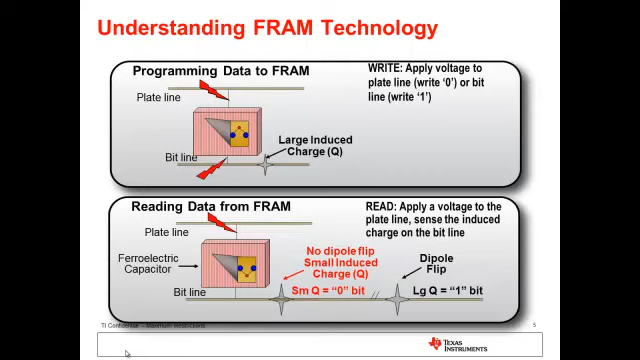 Understanding FRAM Technology
Programming Data to FRAM
WRITE: Apply voltage to
plate line (write ‘0’) or bit
line (write ‘1’)
Plate line
Large Induced
Charge (Q)
Bit line
Reading Data from FRAM
READ: Apply a voltage to the
plate line, sense the induced
charge on the bit line
Plate line
No dipole flip
Small Induced
Charge (Q)
Dipole
Flip
Ferroelectric
Capacitor
Bit line
Sm Q = “0” bit
Lg Q = “1” bit
TI Confidential – Maximum Restrictions
5
TEXAS
INSTRUMENTS